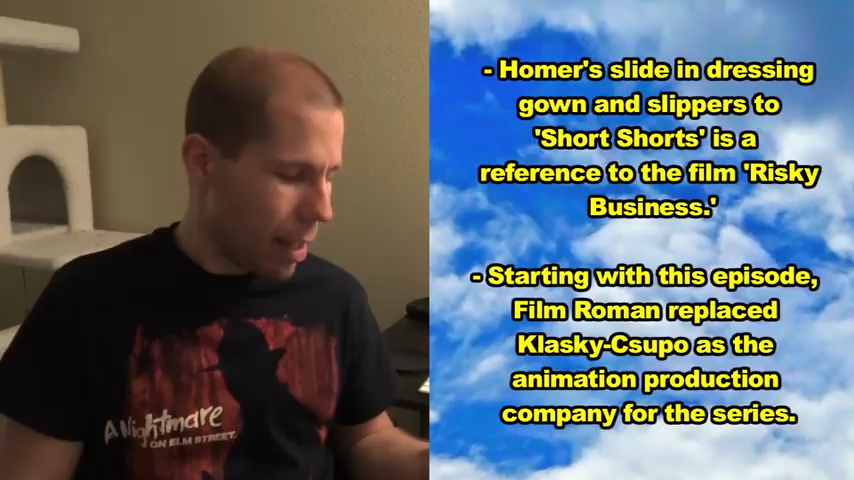 - Homer's slide in dressing
gown and slippers to
'Short Shorts' is a
reference to the film 'Risky
Business.'
- Starting with this episode,
Film Roman replaced
Klasky-Csupo as the
animation production
company for the series.
A Nightmare
ON ELM STREET.